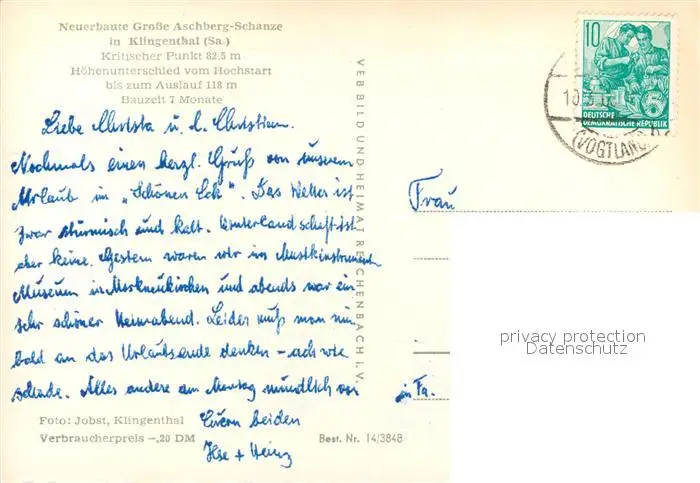 Neuerbaute Große Aschberg-Schanze
in Klingenthal (Sa.)
Kritischer Punkt 82,5 m
Höhenunterschied vom Hochstart
bis zum Auslauf 118 m
Bauzeit 7 Monate
Liebe Christa u. l. Christian.
Nochmals einen herzl. Gruß von unserem
Urlaub im "Schönen Eck". Das Wetter ist
zwar stürmisch und kalt. Winterlandschaft ist
aber keine. Gestern waren wir im Musikinstrumenten
Museum in Markneukirchen und abends war ein
sehr schöner Heimabend. Leider muß man nun
bald an das Urlaubsende denken – ach wie
schade. Alles andere am Montag mündlich von
Euern beiden
Ilse + Heinz
Foto: Jobst, Klingenthal
Verbraucherpreis -,20 DM
Best. Nr. 14/3848
VEB BILD UND HEIMAT REICHENBACH i. V.
10
DEUTSCHE
DEMOKRATISCHE REPUBLIK
(VOGTLAND)
Frau
in Fa.
privacy protection
Datenschutz